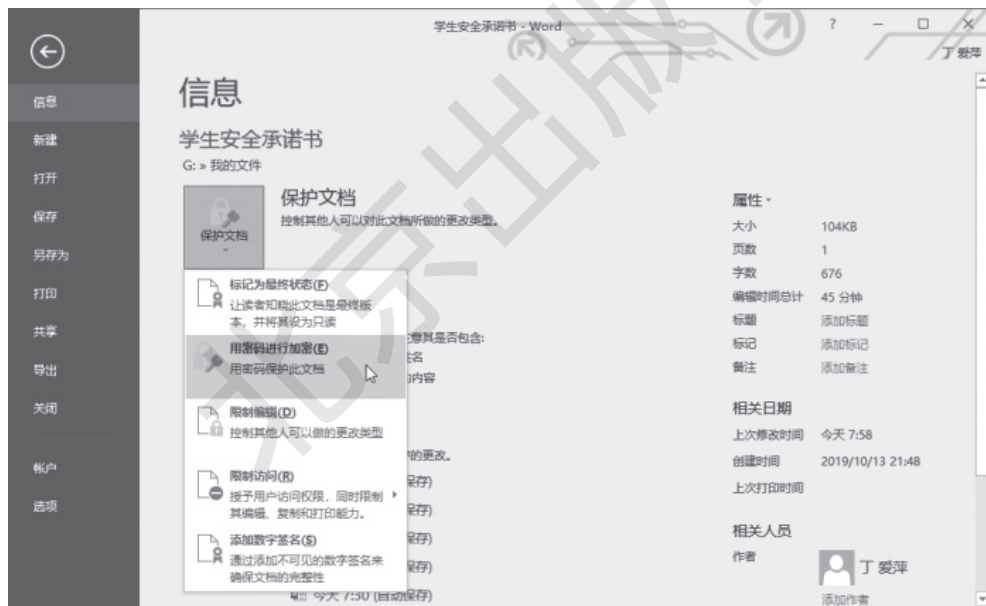 学生安全承诺书 - Word
? － □ ×
丁 爱萍
信息
新建
打开
保存
另存为
打印
共享
导出
关闭
帐户
选项
信息
学生安全承诺书
G: » 我的文件
保护文档
保护文档
控制其他人可以对此文档所做的更改类型。
标记为最终状态(F)
让读者知晓此文档是最终版
本，并将其设为只读
用密码进行加密(E)
用密码保护此文档
限制编辑(D)
控制其他人可以做的更改类型
限制访问(R)
授予用户访问权限，同时限制
其编辑、复制和打印能力。
添加数字签名(S)
通过添加不可见的数字签名来
确保文档的完整性
意其是否包含:
名
内容
的更改。
保存)
保存)
保存)
保存)
今天 7:30 (自动保存)
属性
大小 104KB
页数 1
字数 676
编辑时间总计 45 分钟
标题 添加标题
标记 添加标记
备注 添加备注
相关日期
上次修改时间 今天 7:58
创建时间 2019/10/13 21:48
上次打印时间
相关人员
作者
丁 爱萍
添加作者
北京出版